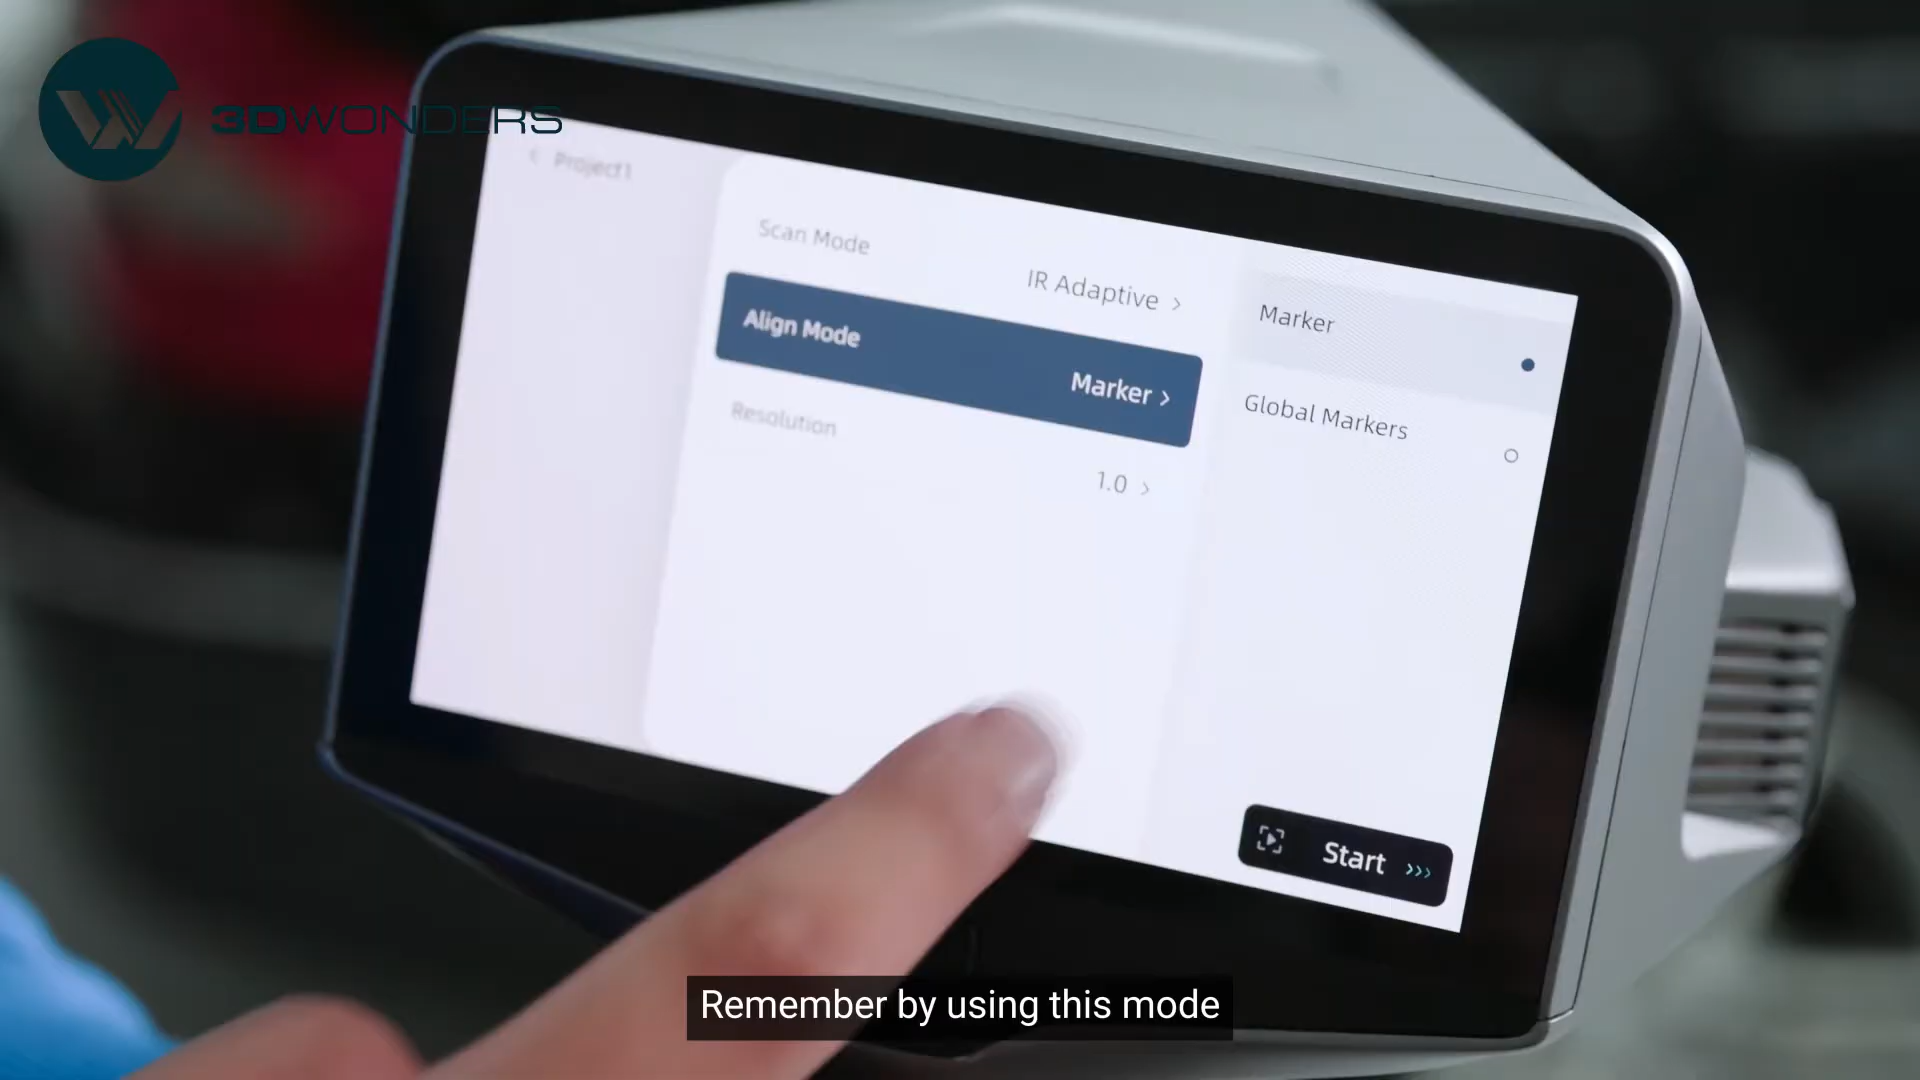 3DWONDERS
Project1
Scan Mode
IR Adaptive
Align Mode
Marker
Resolution
1.0
Marker
Global Markers
Start
Remember by using this mode